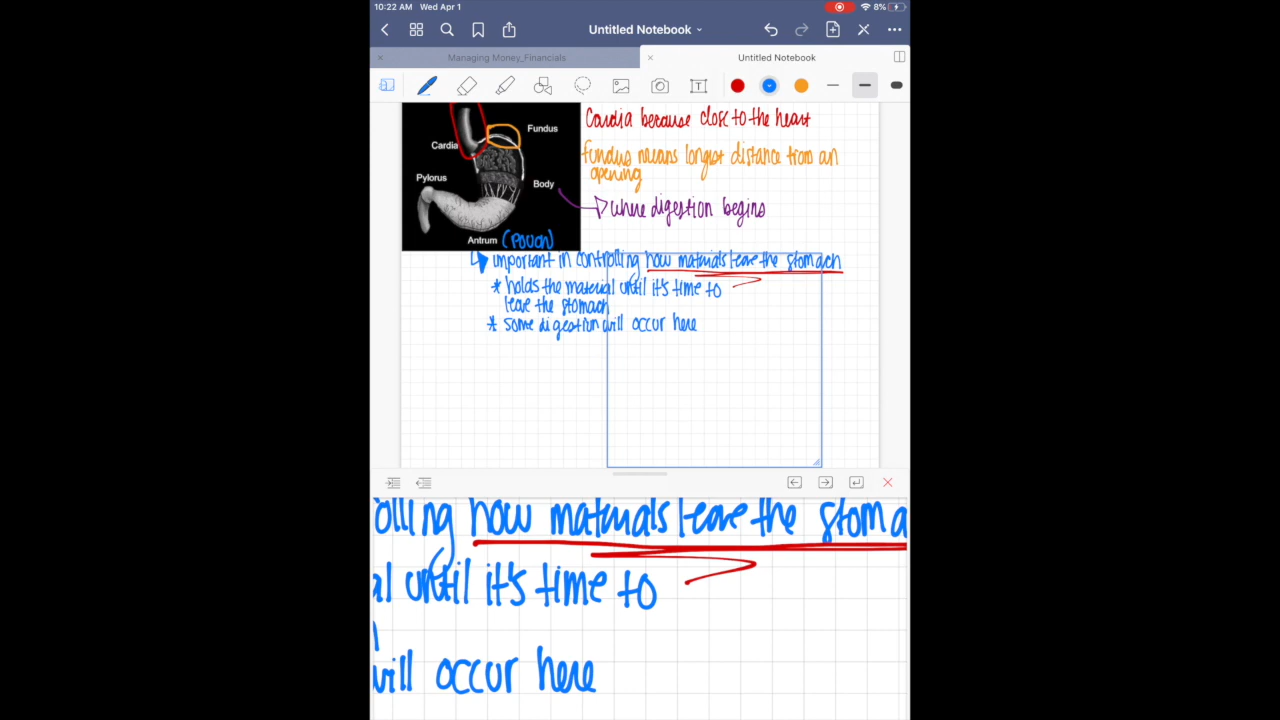 10:22 AM Wed Apr 1
8%
Untitled Notebook
Managing Money_Financials
Untitled Notebook
T
Cardia because close to the heart
Fundus
Cardia
fundus means longest distance from an
opening
Pylorus
Body
where digestion begins
Antrum (POUCH)
important in controlling how materials leave the stomach
* holds the material until it's time to
leave the stomach
* some digestion will occur here
olling how materials leave the stoma
al until it's time to
will occur here